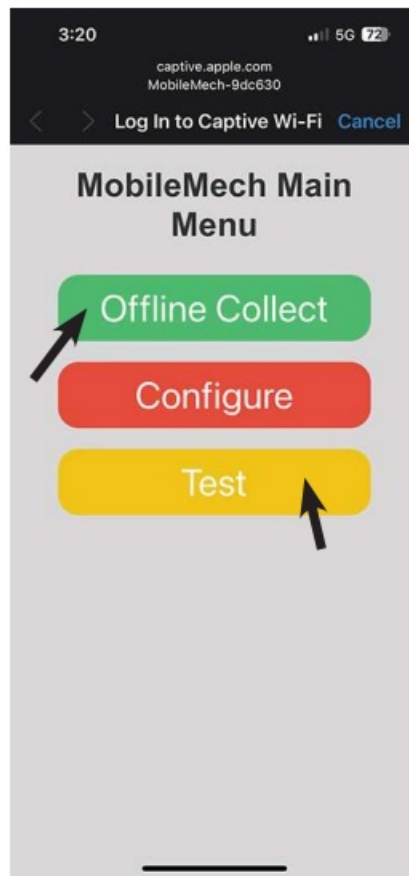 3:20 5G 72
captive.apple.com
MobileMech-9dc630
Log In to Captive Wi-Fi Cancel
MobileMech Main
Menu
Offline Collect
Configure
Test